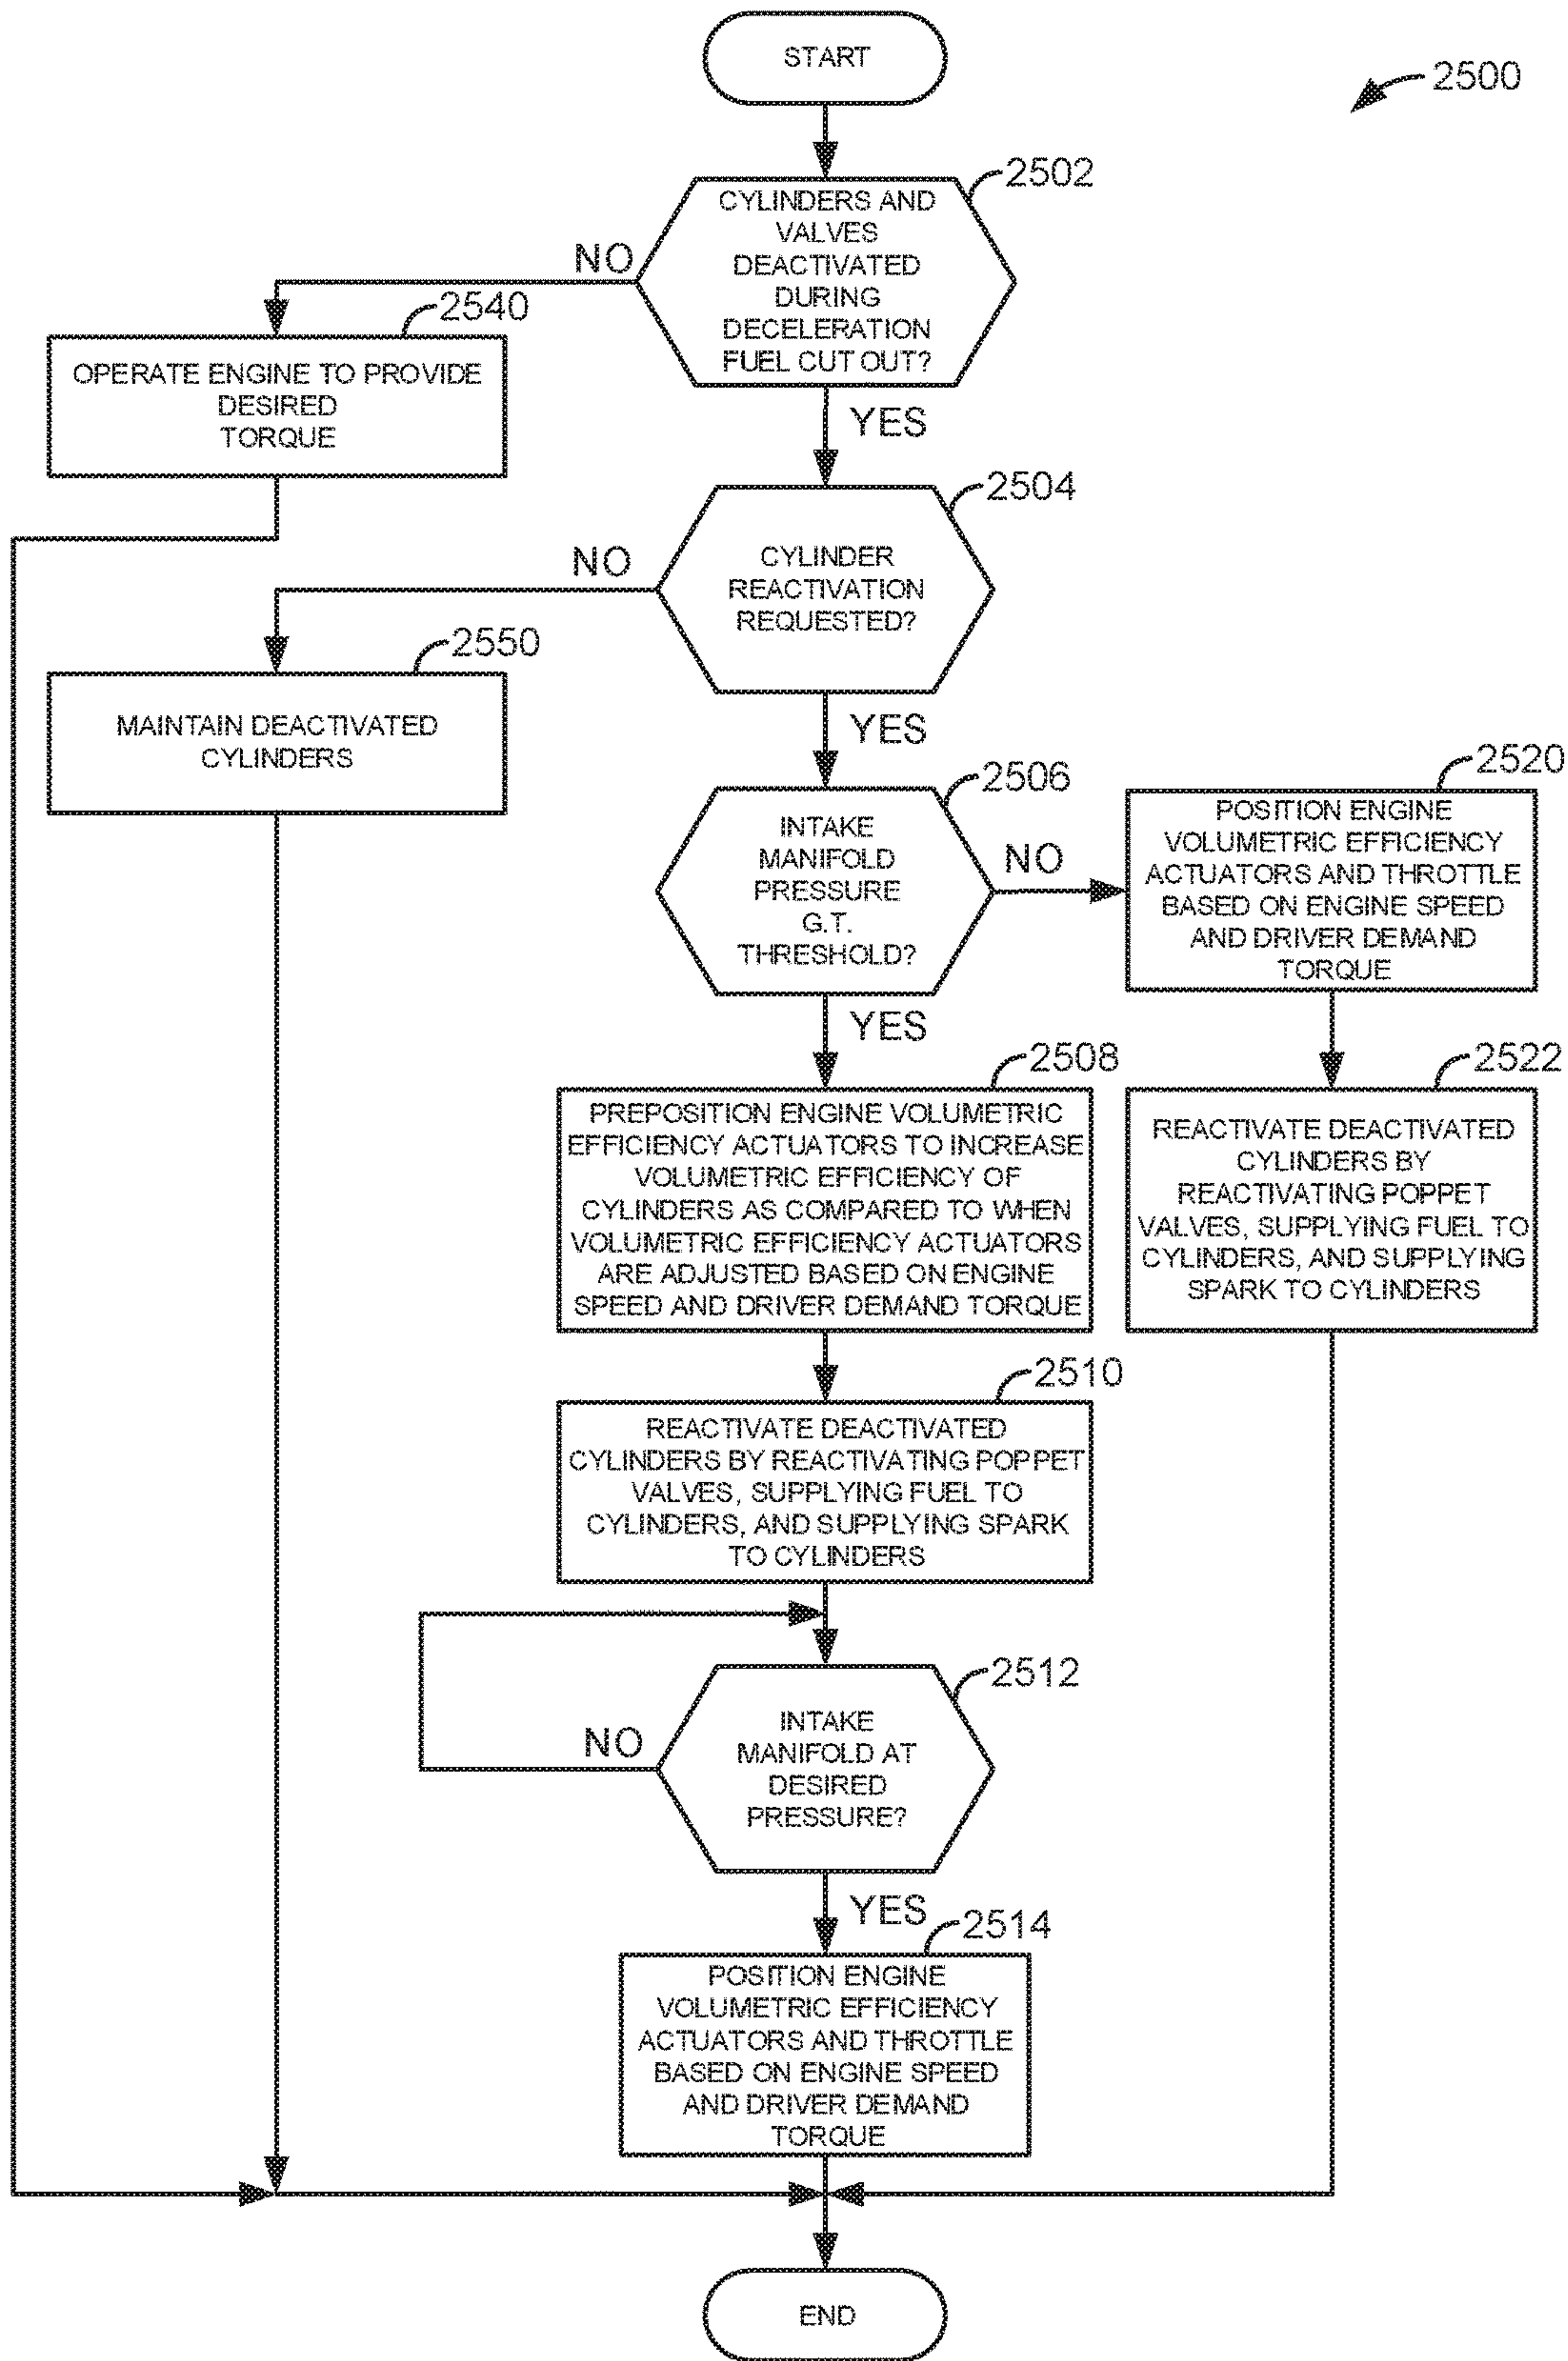 START
2500
2502
CYLINDERS AND
VALVES
DEACTIVATED
DURING
DECELERATION
FUEL CUT OUT?
NO
2540
OPERATE ENGINE TO PROVIDE
DESIRED
TORQUE
YES
2504
CYLINDER
REACTIVATION
REQUESTED?
NO
2550
MAINTAIN DEACTIVATED
CYLINDERS
YES
2506
INTAKE
MANIFOLD
PRESSURE
G.T.
THRESHOLD?
NO
2520
POSITION ENGINE
VOLUMETRIC EFFICIENCY
ACTUATORS AND THROTTLE
BASED ON ENGINE SPEED
AND DRIVER DEMAND
TORQUE
YES
2508
PREPOSITION ENGINE VOLUMETRIC
EFFICIENCY ACTUATORS TO INCREASE
VOLUMETRIC EFFICIENCY OF
CYLINDERS AS COMPARED TO WHEN
VOLUMETRIC EFFICIENCY ACTUATORS
ARE ADJUSTED BASED ON ENGINE
SPEED AND DRIVER DEMAND TORQUE
2522
REACTIVATE DEACTIVATED
CYLINDERS BY
REACTIVATING POPPET
VALVES, SUPPLYING FUEL TO
CYLINDERS, AND SUPPLYING
SPARK TO CYLINDERS
2510
REACTIVATE DEACTIVATED
CYLINDERS BY REACTIVATING POPPET
VALVES, SUPPLYING FUEL TO
CYLINDERS, AND SUPPLYING SPARK
TO CYLINDERS
2512
INTAKE
MANIFOLD AT
DESIRED
PRESSURE?
NO
YES
2514
POSITION ENGINE
VOLUMETRIC EFFICIENCY
ACTUATORS AND THROTTLE
BASED ON ENGINE SPEED
AND DRIVER DEMAND
TORQUE
END